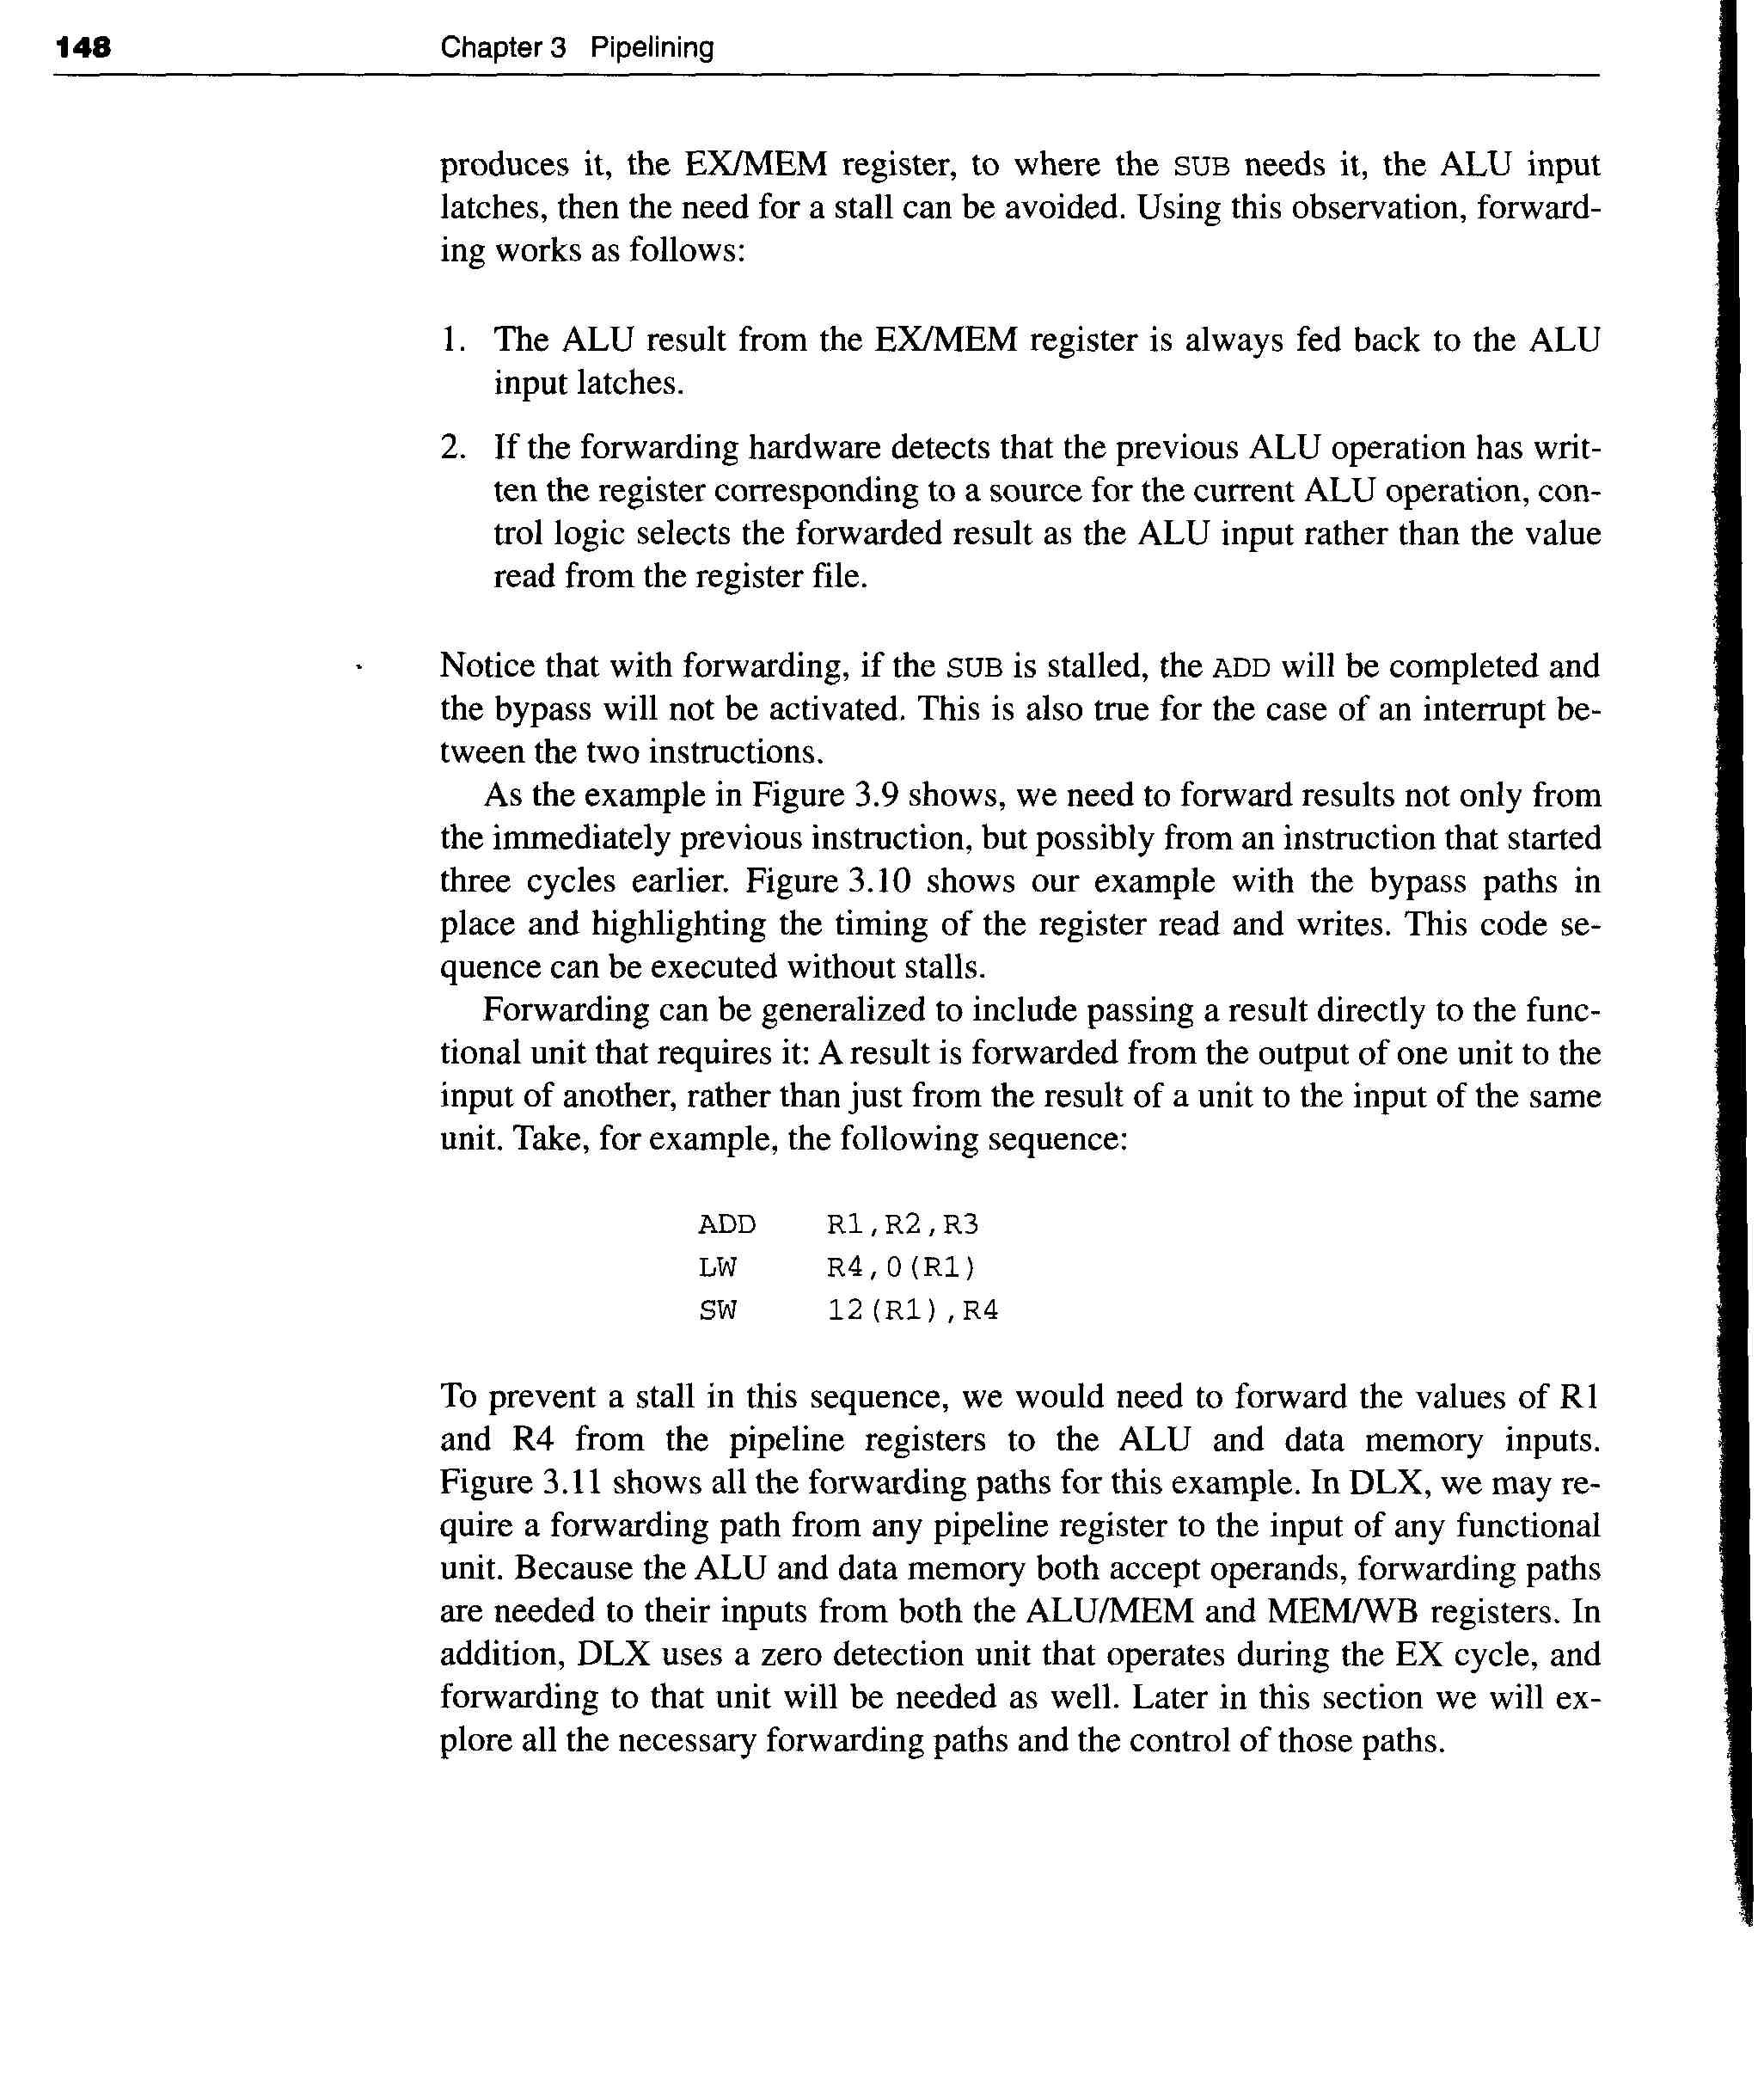 148 Chapter 3 Pipelining
produces it, the EX/MEM register, to where the SUB needs it, the ALU input
latches, then the need for a stall can be avoided. Using this observation, forward-
ing works as follows:
1. The ALU result from the EX/MEM register is always fed back to the ALU
input latches.
2. If the forwarding hardware detects that the previous ALU operation has writ-
ten the register corresponding to a source for the current ALU operation, con-
trol logic selects the forwarded result as the ALU input rather than the value
read from the register file.
Notice that with forwarding, if the SUB is stalled, the ADD will be completed and
the bypass will not be activated. This is also true for the case of an interrupt be-
tween the two instructions.
As the example in Figure 3.9 shows, we need to forward results not only from
the immediately previous instruction, but possibly from an instruction that started
three cycles earlier. Figure 3.10 shows our example with the bypass paths in
place and highlighting the timing of the register read and writes. This code se-
quence can be executed without stalls.
Forwarding can be generalized to include passing a result directly to the func-
tional unit that requires it: A result is forwarded from the output of one unit to the
input of another, rather than just from the result of a unit to the input of the same
unit. Take, for example, the following sequence:
ADD R1,R2,R3
LW R4,0(R1)
SW 12(R1),R4
To prevent a stall in this sequence, we would need to forward the values of R1
and R4 from the pipeline registers to the ALU and data memory inputs.
Figure 3.11 shows all the forwarding paths for this example. In DLX, we may re-
quire a forwarding path from any pipeline register to the input of any functional
unit. Because the ALU and data memory both accept operands, forwarding paths
are needed to their inputs from both the ALU/MEM and MEM/WB registers. In
addition, DLX uses a zero detection unit that operates during the EX cycle, and
forwarding to that unit will be needed as well. Later in this section we will ex-
plore all the necessary forwarding paths and the control of those paths.